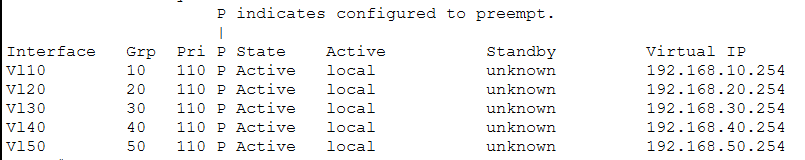 P indicates configured to preempt.
|
Interface Grp Pri P State Active Standby Virtual IP
Vl10 10 110 P Active local unknown 192.168.10.254
Vl20 20 110 P Active local unknown 192.168.20.254
Vl30 30 110 P Active local unknown 192.168.30.254
Vl40 40 110 P Active local unknown 192.168.40.254
Vl50 50 110 P Active local unknown 192.168.50.254